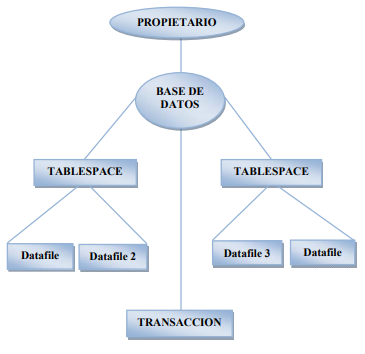 PROPIETARIO
BASE DE
DATOS
TABLESPACE
TABLESPACE
Datafile
Datafile 2
Datafile 3
Datafile
TRANSACCION